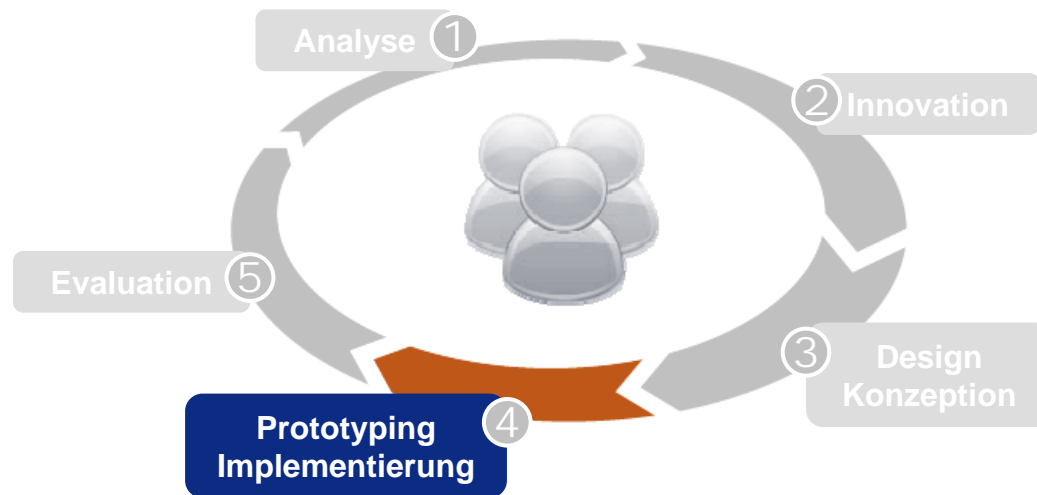 Analyse 1
2 Innovation
3 Design
Konzeption
Prototyping 4
Implementierung
Evaluation 5